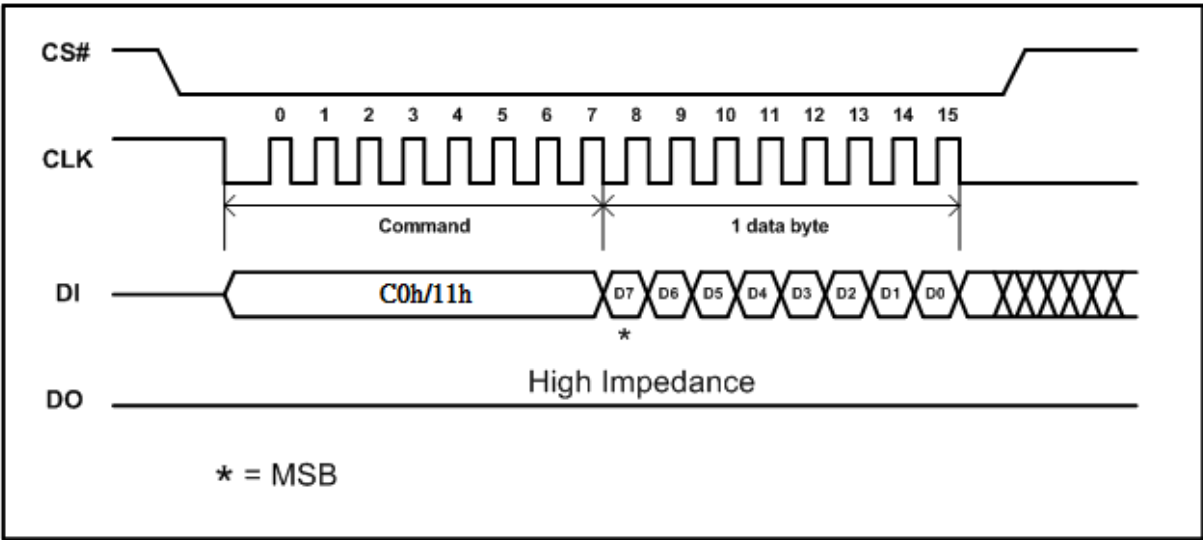 CS#
0 1 2 3 4 5 6 7 8 9 10 11 12 13 14 15
CLK
Command 1 data byte
DI C0h/11h D7 D6 D5 D4 D3 D2 D1 D0
*
High Impedance
DO
* = MSB